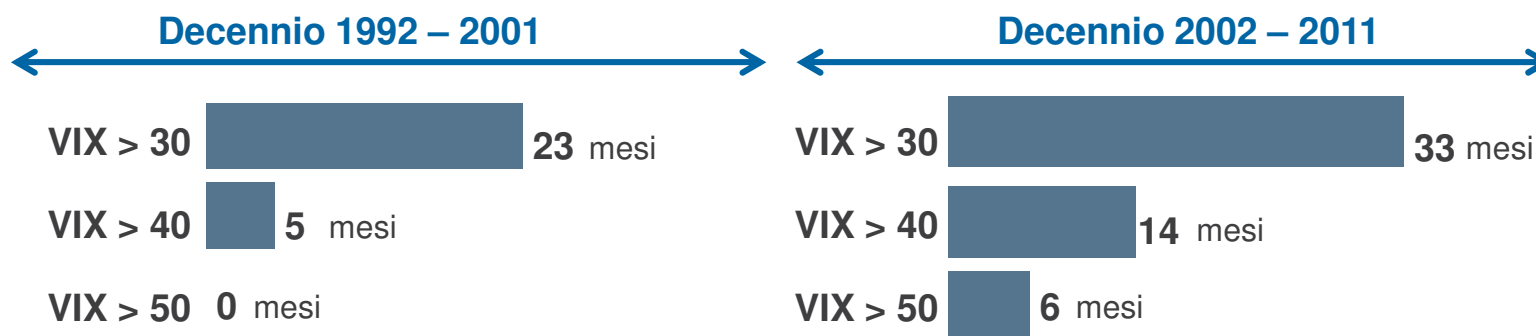 Decennio 1992 – 2001
VIX > 30 23 mesi
VIX > 40 5 mesi
VIX > 50 0 mesi
Decennio 2002 – 2011
VIX > 30 33 mesi
VIX > 40 14 mesi
VIX > 50 6 mesi